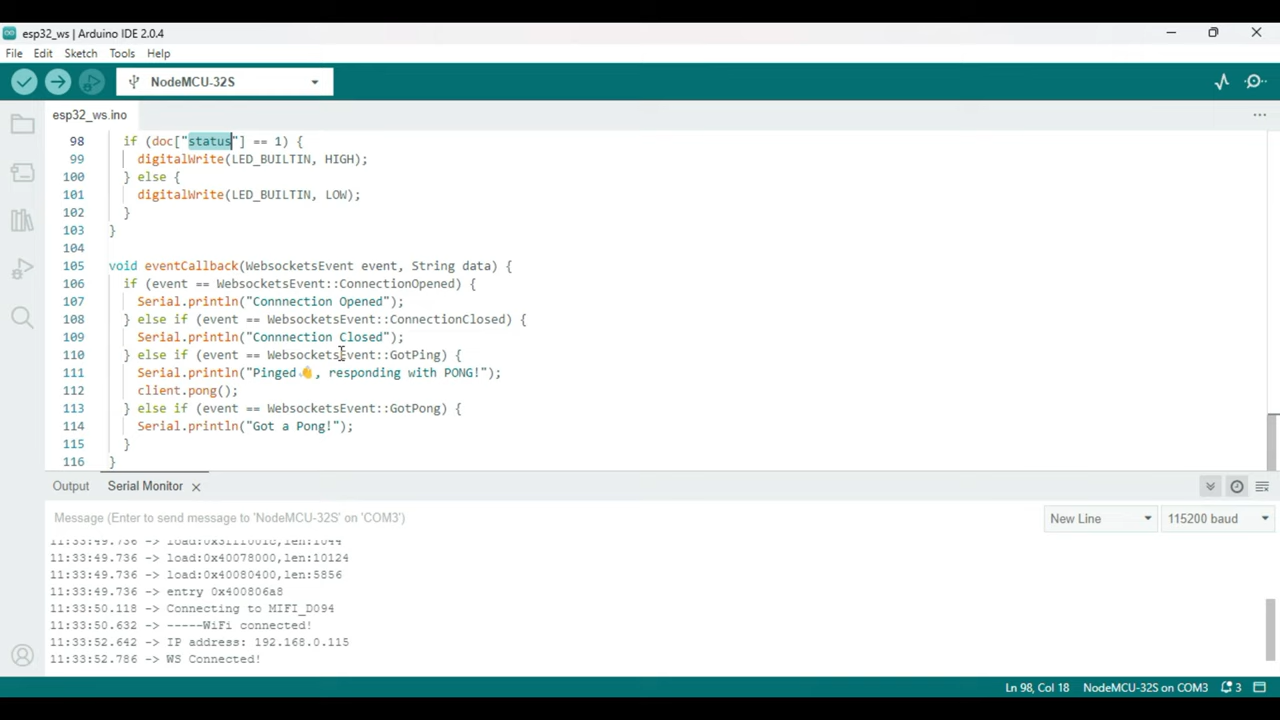 esp32_ws | Arduino IDE 2.0.4
File Edit Sketch Tools Help
NodeMCU-32S
esp32_ws.ino
98 if (doc["status"] == 1) {
99 digitalWrite(LED_BUILTIN, HIGH);
100 } else {
101 digitalWrite(LED_BUILTIN, LOW);
102 }
103 }
104
105 void eventCallback(WebsocketsEvent event, String data) {
106 if (event == WebsocketsEvent::ConnectionOpened) {
107 Serial.println("Connnection Opened");
108 } else if (event == WebsocketsEvent::ConnectionClosed) {
109 Serial.println("Connnection Closed");
110 } else if (event == WebsocketsEvent::GotPing) {
111 Serial.println("Pinged👋, responding with PONG!");
112 client.pong();
113 } else if (event == WebsocketsEvent::GotPong) {
114 Serial.println("Got a Pong!");
115 }
116 }
Output Serial Monitor
Message (Enter to send message to 'NodeMCU-32S' on 'COM3')
New Line 115200 baud
11:33:49.736 -> load:0x3fff001c,len:1044
11:33:49.736 -> load:0x40078000,len:10124
11:33:49.736 -> load:0x40080400,len:5856
11:33:49.736 -> entry 0x400806a8
11:33:50.118 -> Connecting to MIFI_D094
11:33:50.632 -> -----WiFi connected!
11:33:52.642 -> IP address: 192.168.0.115
11:33:52.786 -> WS Connected!
Ln 98, Col 18 NodeMCU-32S on COM3 3